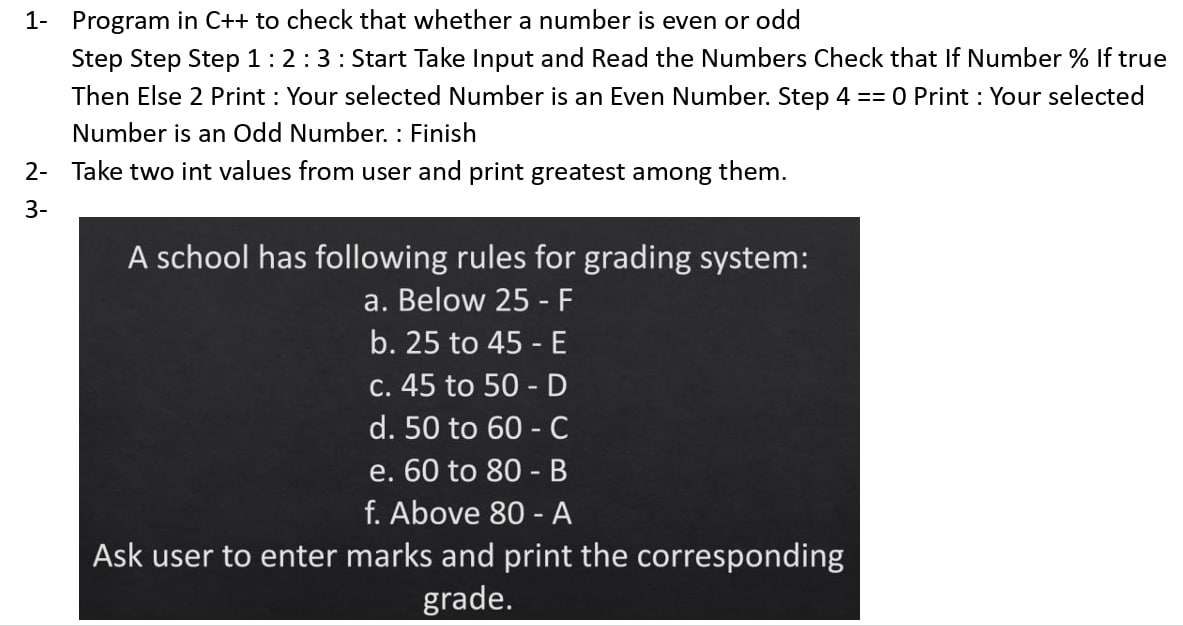 1- Program in C++ to check that whether a number is even or odd
Step Step Step 1 : 2 : 3 : Start Take Input and Read the Numbers Check that If Number % If true
Then Else 2 Print : Your selected Number is an Even Number. Step 4 == 0 Print : Your selected
Number is an Odd Number. : Finish
2- Take two int values from user and print greatest among them.
3-
A school has following rules for grading system:
a. Below 25 - F
b. 25 to 45 - E
c. 45 to 50 - D
d. 50 to 60 - C
e. 60 to 80 - B
f. Above 80 - A
Ask user to enter marks and print the corresponding
grade.